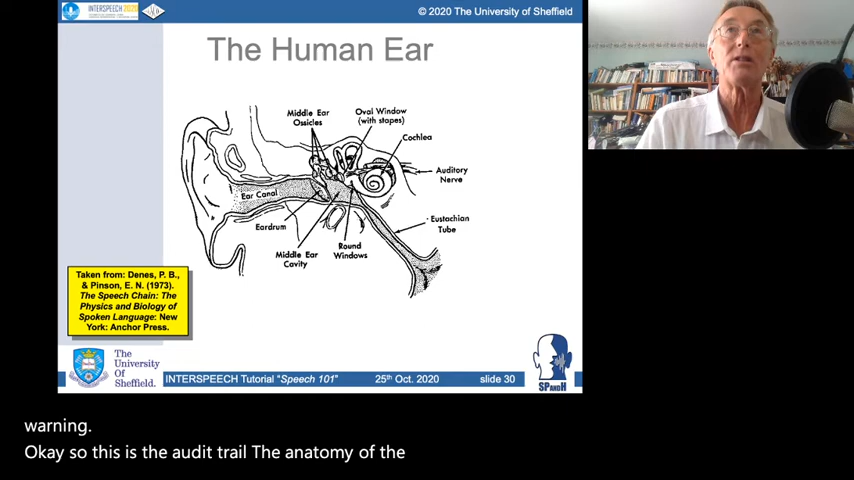 INTERSPEECH 2020
© 2020 The University of Sheffield
The Human Ear
Middle Ear
Ossicles
Oval Window
(with stapes)
Cochlea
Auditory
Nerve
Ear Canal
Eardrum
Eustachian
Tube
Middle Ear
Cavity
Round
Windows
Taken from: Denes, P. B.,
& Pinson, E. N. (1973).
The Speech Chain: The
Physics and Biology of
Spoken Language: New
York: Anchor Press.
The
University
Of
Sheffield.
INTERSPEECH Tutorial "Speech 101"
25th Oct. 2020
slide 30
SPandH
warning.
Okay so this is the audit trail The anatomy of the